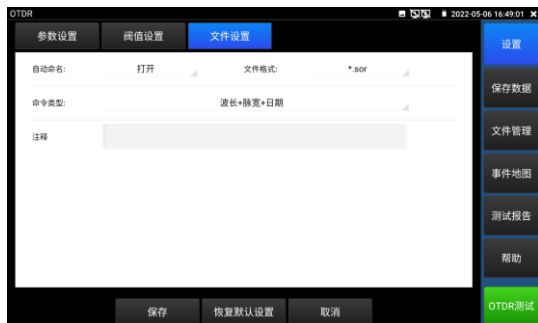 OTDR 2022-05-06 16:49:01
参数设置 阀值设置 文件设置
自动命名: 打开 文件格式: *.sor
命令类型: 波长+脉宽+日期
注释
保存 恢复默认设置 取消
设置
保存数据
文件管理
事件地图
测试报告
帮助
OTDR测试